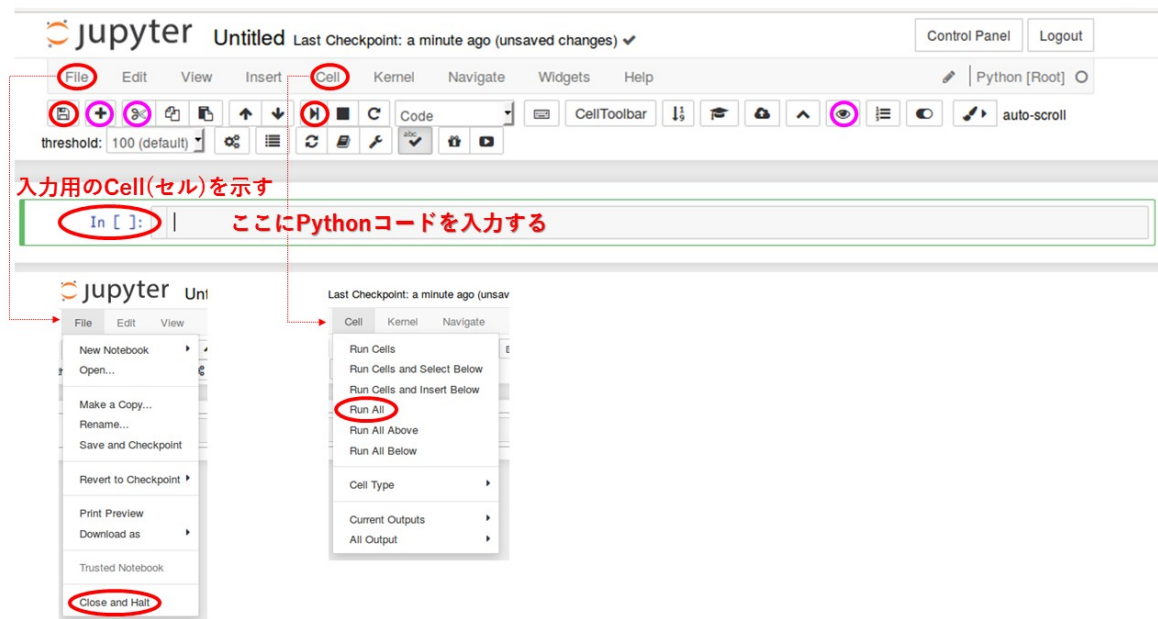 jupyter Untitled Last Checkpoint: a minute ago (unsaved changes) Control Panel Logout
File Edit View Insert Cell Kernel Navigate Widgets Help Python [Root]
Code CellToolbar auto-scroll
threshold: 100 (default) abc
入力用のCell(セル)を示す
In [ ]: ここにPythonコードを入力する
jupyter Unt
File Edit View
New Notebook
Open...
Make a Copy...
Rename...
Save and Checkpoint
Revert to Checkpoint
Print Preview
Download as
Trusted Notebook
Close and Halt
Last Checkpoint: a minute ago (unsav
Cell Kernel Navigate
Run Cells
Run Cells and Select Below
Run Cells and Insert Below
Run All
Run All Above
Run All Below
Cell Type
Current Outputs
All Output